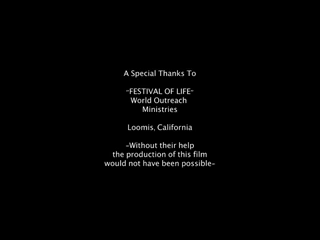 A Special Thanks To
-FESTIVAL OF LIFE-
World Outreach
Ministries
Loomis, California
-Without their help
the production of this film
would not have been possible-